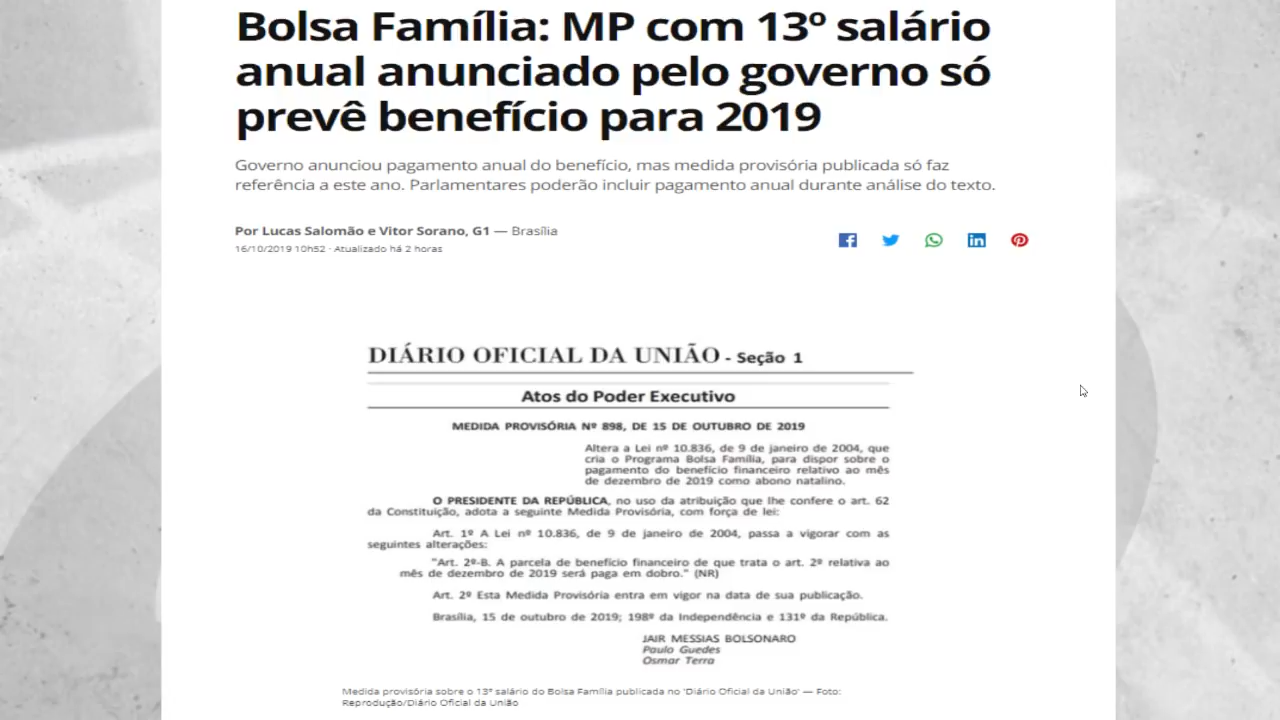 Bolsa Família: MP com 13º salário
anual anunciado pelo governo só
prevê benefício para 2019
Governo anunciou pagamento anual do benefício, mas medida provisória publicada só faz
referência a este ano. Parlamentares poderão incluir pagamento anual durante análise do texto.
Por Lucas Salomão e Vitor Sorano, G1 — Brasília
16/10/2019 10h52 · Atualizado há 2 horas
DIÁRIO OFICIAL DA UNIÃO - Seção 1
Atos do Poder Executivo
MEDIDA PROVISÓRIA Nº 898, DE 15 DE OUTUBRO DE 2019
Altera a Lei nº 10.836, de 9 de janeiro de 2004, que
cria o Programa Bolsa Família, para dispor sobre o
pagamento do benefício financeiro relativo ao mês
de dezembro de 2019 como abono natalino.
O PRESIDENTE DA REPÚBLICA, no uso da atribuição que lhe confere o art. 62
da Constituição, adota a seguinte Medida Provisória, com força de lei:
Art. 1º A Lei nº 10.836, de 9 de janeiro de 2004, passa a vigorar com as
seguintes alterações:
"Art. 2º-B. A parcela de benefício financeiro de que trata o art. 2º relativa ao
mês de dezembro de 2019 será paga em dobro." (NR)
Art. 2º Esta Medida Provisória entra em vigor na data de sua publicação.
Brasília, 15 de outubro de 2019; 198º da Independência e 131º da República.
JAIR MESSIAS BOLSONARO
Paulo Guedes
Osmar Terra
Medida provisória sobre o 13º salário do Bolsa Família publicada no 'Diário Oficial da União' — Foto:
Reprodução/Diário Oficial da União